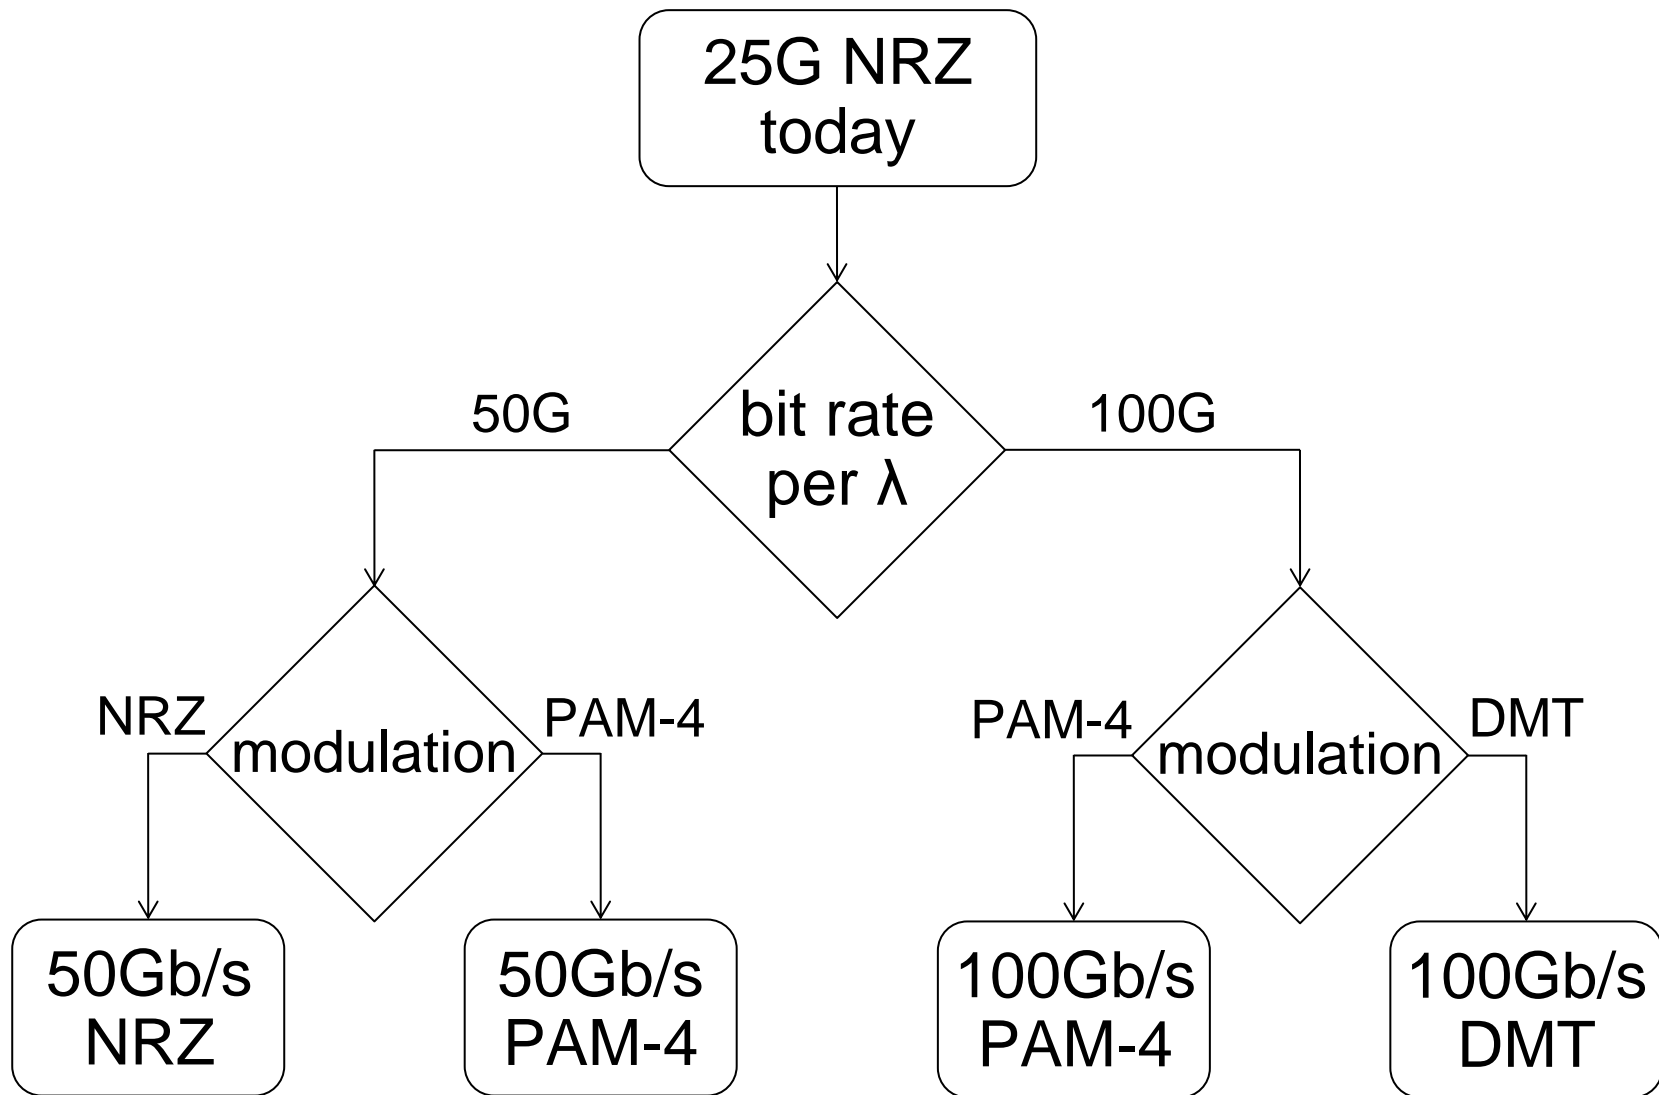 25G NRZ
today
50G
bit rate
per λ
100G
NRZ
modulation
PAM-4
PAM-4
modulation
DMT
50Gb/s
NRZ
50Gb/s
PAM-4
100Gb/s
PAM-4
100Gb/s
DMT